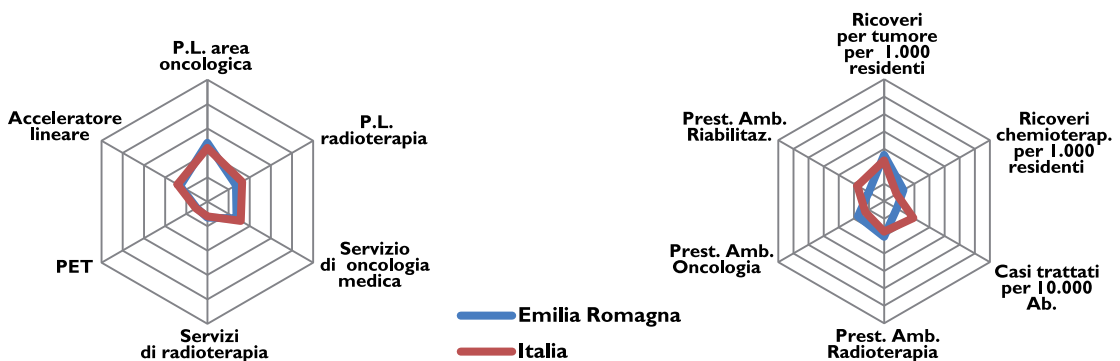 P.L. area
oncologica
P.L.
radioterapia
Servizio
di oncologia
medica
Servizi
di radioterapia
PET
Acceleratore
lineare
Emilia Romagna
Italia
Ricoveri
per tumore
per 1.000
residenti
Ricoveri
chemioterap.
per 1.000
residenti
Casi trattati
per 10.000
Ab.
Prest. Amb.
Radioterapia
Prest. Amb.
Oncologia
Prest. Amb.
Riabilitaz.